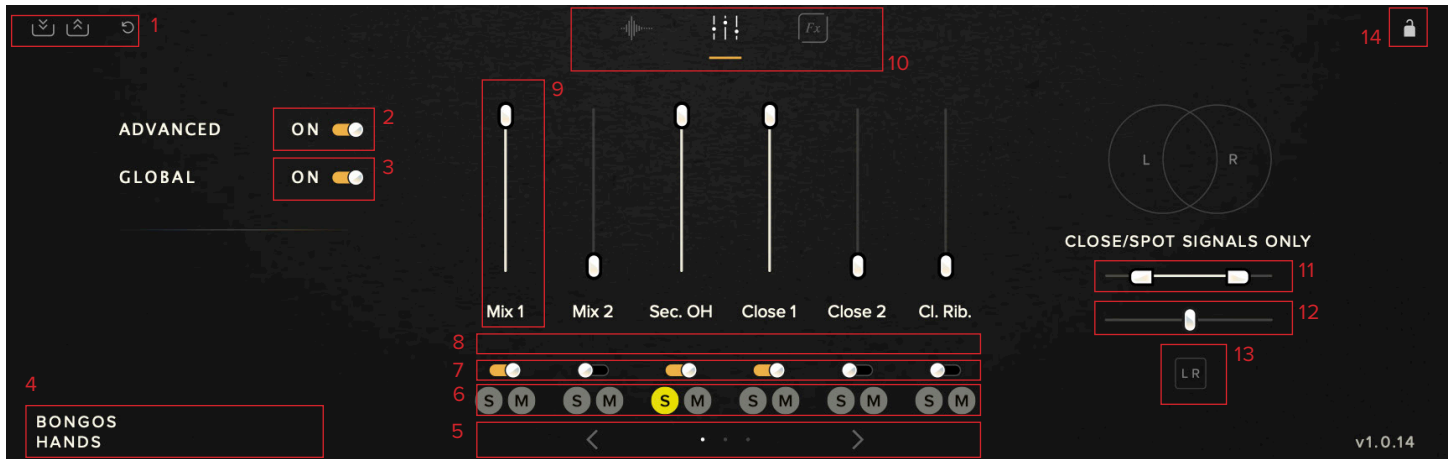 1
10
Fx
14
9
ADVANCED ON 2
GLOBAL ON 3
L R
CLOSE/SPOT SIGNALS ONLY
11
Mix 1 Mix 2 Sec. OH Close 1 Close 2 Cl. Rib.
12
8
13
7
LR
6
S M S M S M S M S M S M
4
5
BONGOS
HANDS
v1.0.14